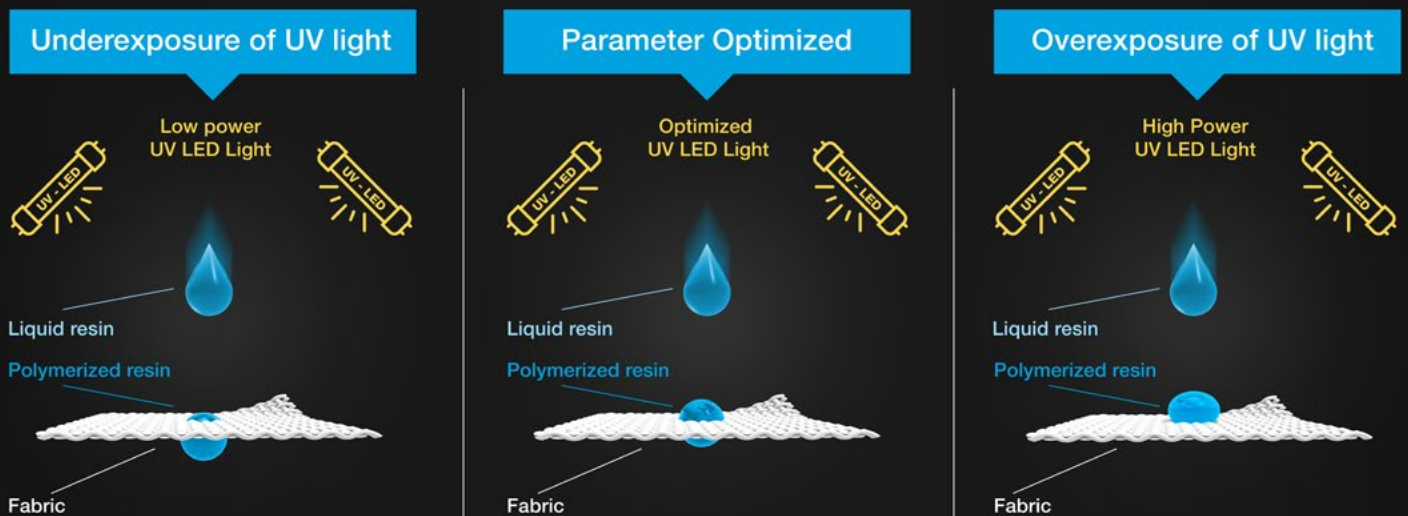 Underexposure of UV light
Low power
UV LED Light
UV - LED
UV - LED
Liquid resin
Polymerized resin
Fabric
Parameter Optimized
Optimized
UV LED Light
UV - LED
UV - LED
Liquid resin
Polymerized resin
Fabric
Overexposure of UV light
High Power
UV LED Light
UV - LED
UV - LED
Liquid resin
Polymerized resin
Fabric